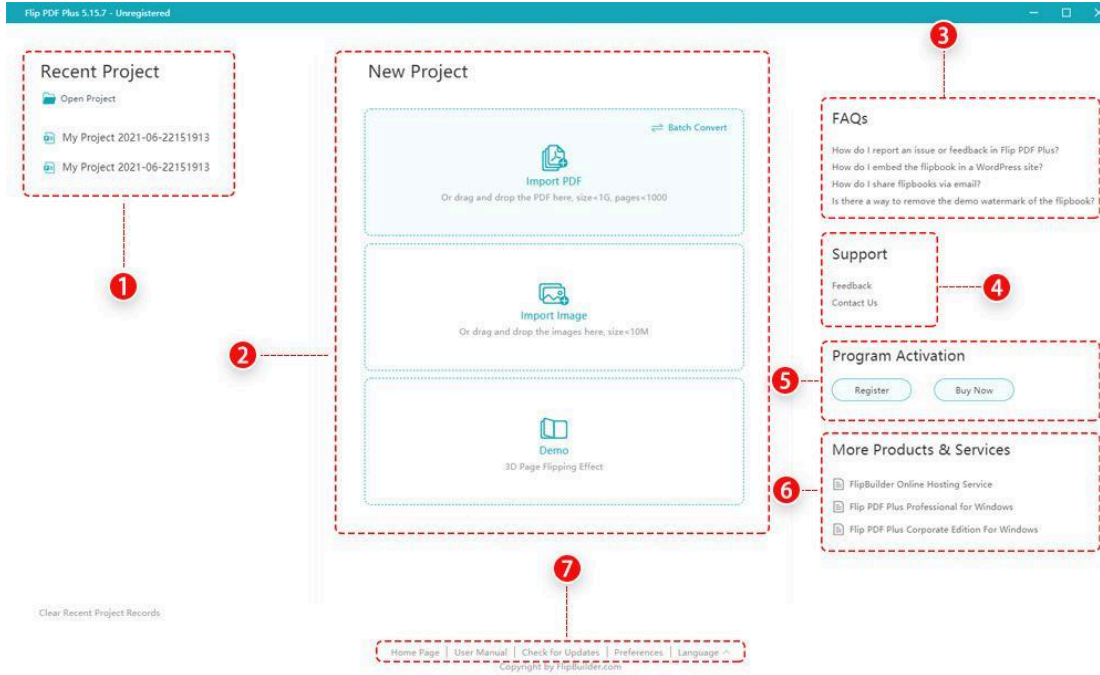 Flip PDF Plus 5.15.7 - Unregistered
Recent Project
Open Project
My Project 2021-06-22151913
My Project 2021-06-22151913
1
New Project
Batch Convert
Import PDF
Or drag and drop the PDF here, size<1G, pages<1000
Import Image
Or drag and drop the images here, size<10M
Demo
3D Page Flipping Effect
2
3
FAQs
How do I report an issue or feedback in Flip PDF Plus?
How do I embed the flipbook in a WordPress site?
How do I share flipbooks via email?
Is there a way to remove the demo watermark of the flipbook?
Support
Feedback
Contact Us
4
Program Activation
Register
Buy Now
5
More Products & Services
FlipBuilder Online Hosting Service
Flip PDF Plus Professional for Windows
Flip PDF Plus Corporate Edition For Windows
6
7
Clear Recent Project Records
Home Page | User Manual | Check for Updates | Preferences | Language
Copyright by FlipBuilder.com